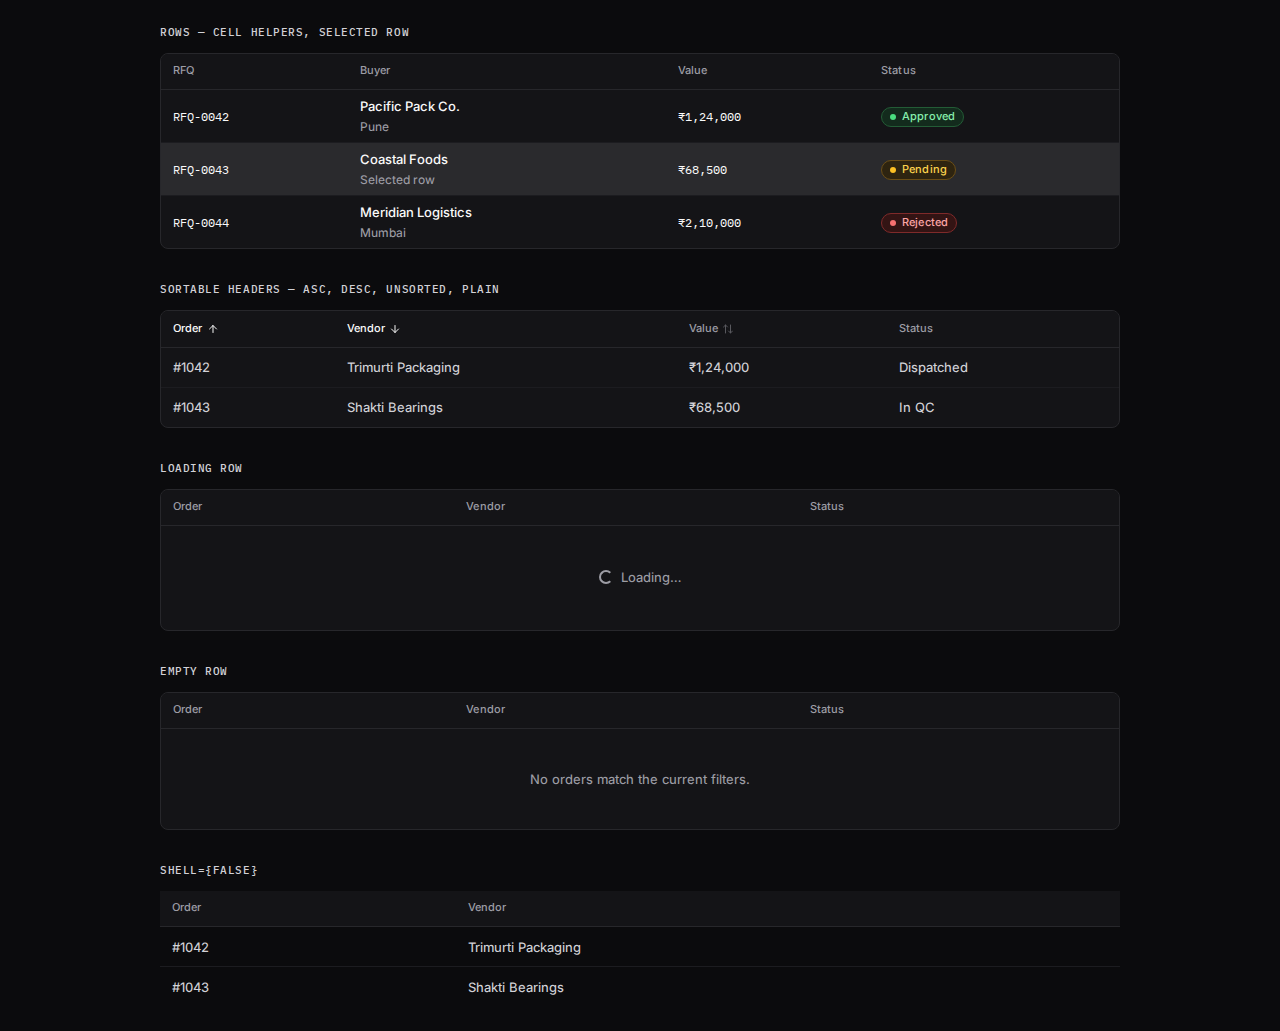 ROWS — CELL HELPERS, SELECTED ROW
RFQ Buyer Value Status
RFQ-0042 Pacific Pack Co. Pune ₹1,24,000 Approved
RFQ-0043 Coastal Foods Selected row ₹68,500 Pending
RFQ-0044 Meridian Logistics Mumbai ₹2,10,000 Rejected
SORTABLE HEADERS — ASC, DESC, UNSORTED, PLAIN
Order ↑ Vendor ↓ Value ↑↓ Status
#1042 Trimurti Packaging ₹1,24,000 Dispatched
#1043 Shakti Bearings ₹68,500 In QC
LOADING ROW
Order Vendor Status
Loading...
EMPTY ROW
Order Vendor Status
No orders match the current filters.
SHELL={FALSE}
Order Vendor
#1042 Trimurti Packaging
#1043 Shakti Bearings